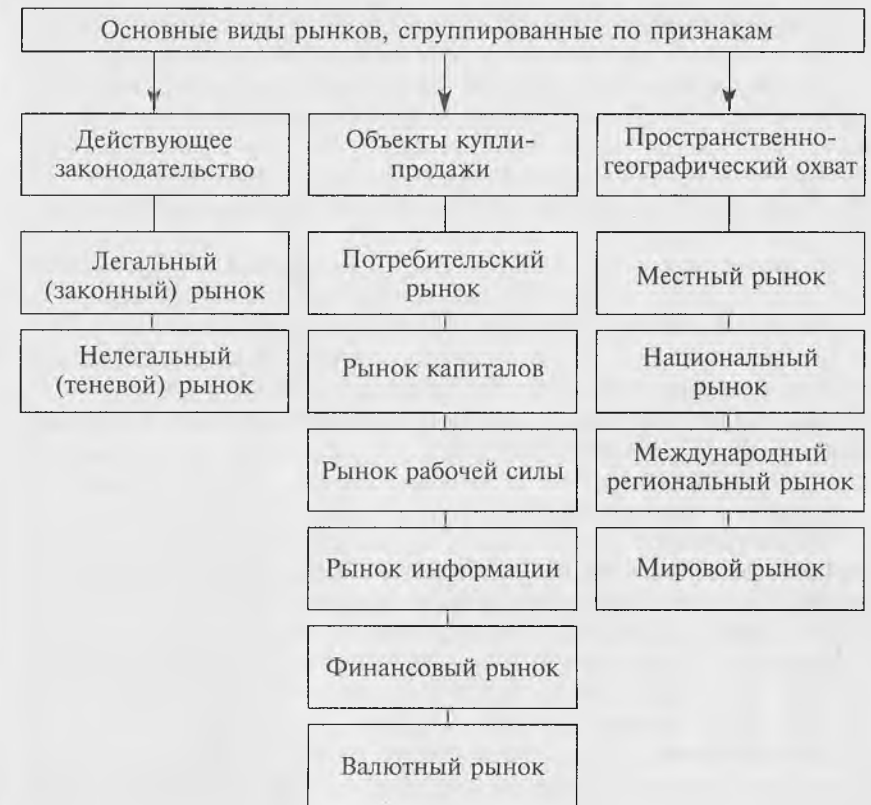 Основные виды рынков, сгруппированные по признакам
Действующее
законодательство
Легальный
(законный) рынок
Нелегальный
(теневой) рынок
Объекты купли-
продажи
Потребительский
рынок
Рынок капиталов
Рынок рабочей силы
Рынок информации
Финансовый рынок
Валютный рынок
Пространственно-
географический охват
Местный рынок
Национальный
рынок
Международный
региональный рынок
Мировой рынок